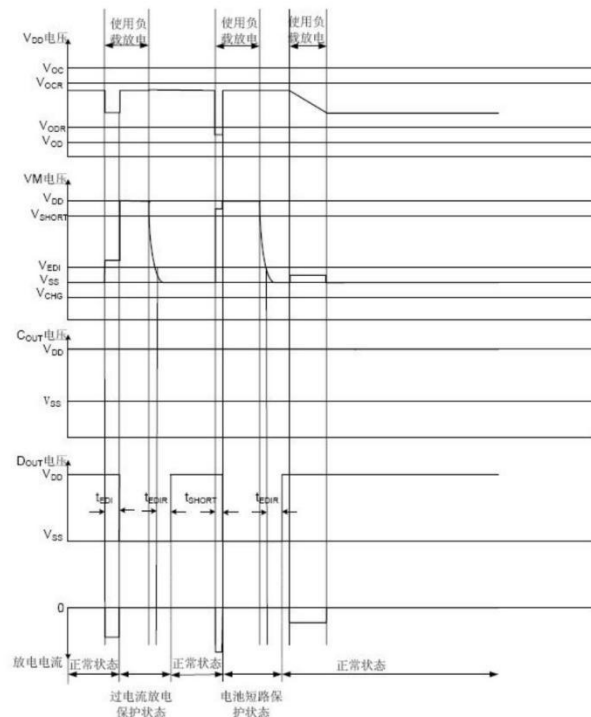 使用负
载放电
使用负
载放电
使用负
载放电
VDD电压
VOC
VOCR
VODR
VOD
VM电压
VDD
VSHORT
VEDI
VSS
VCHG
COUT电压
VDD
VSS
DOUT电压
VDD
tEDI
tEDIR
tSHORT
tEDIR
VSS
0
放电电流
正常状态
正常状态
正常状态
过电流放电
保护状态
电池短路保
护状态